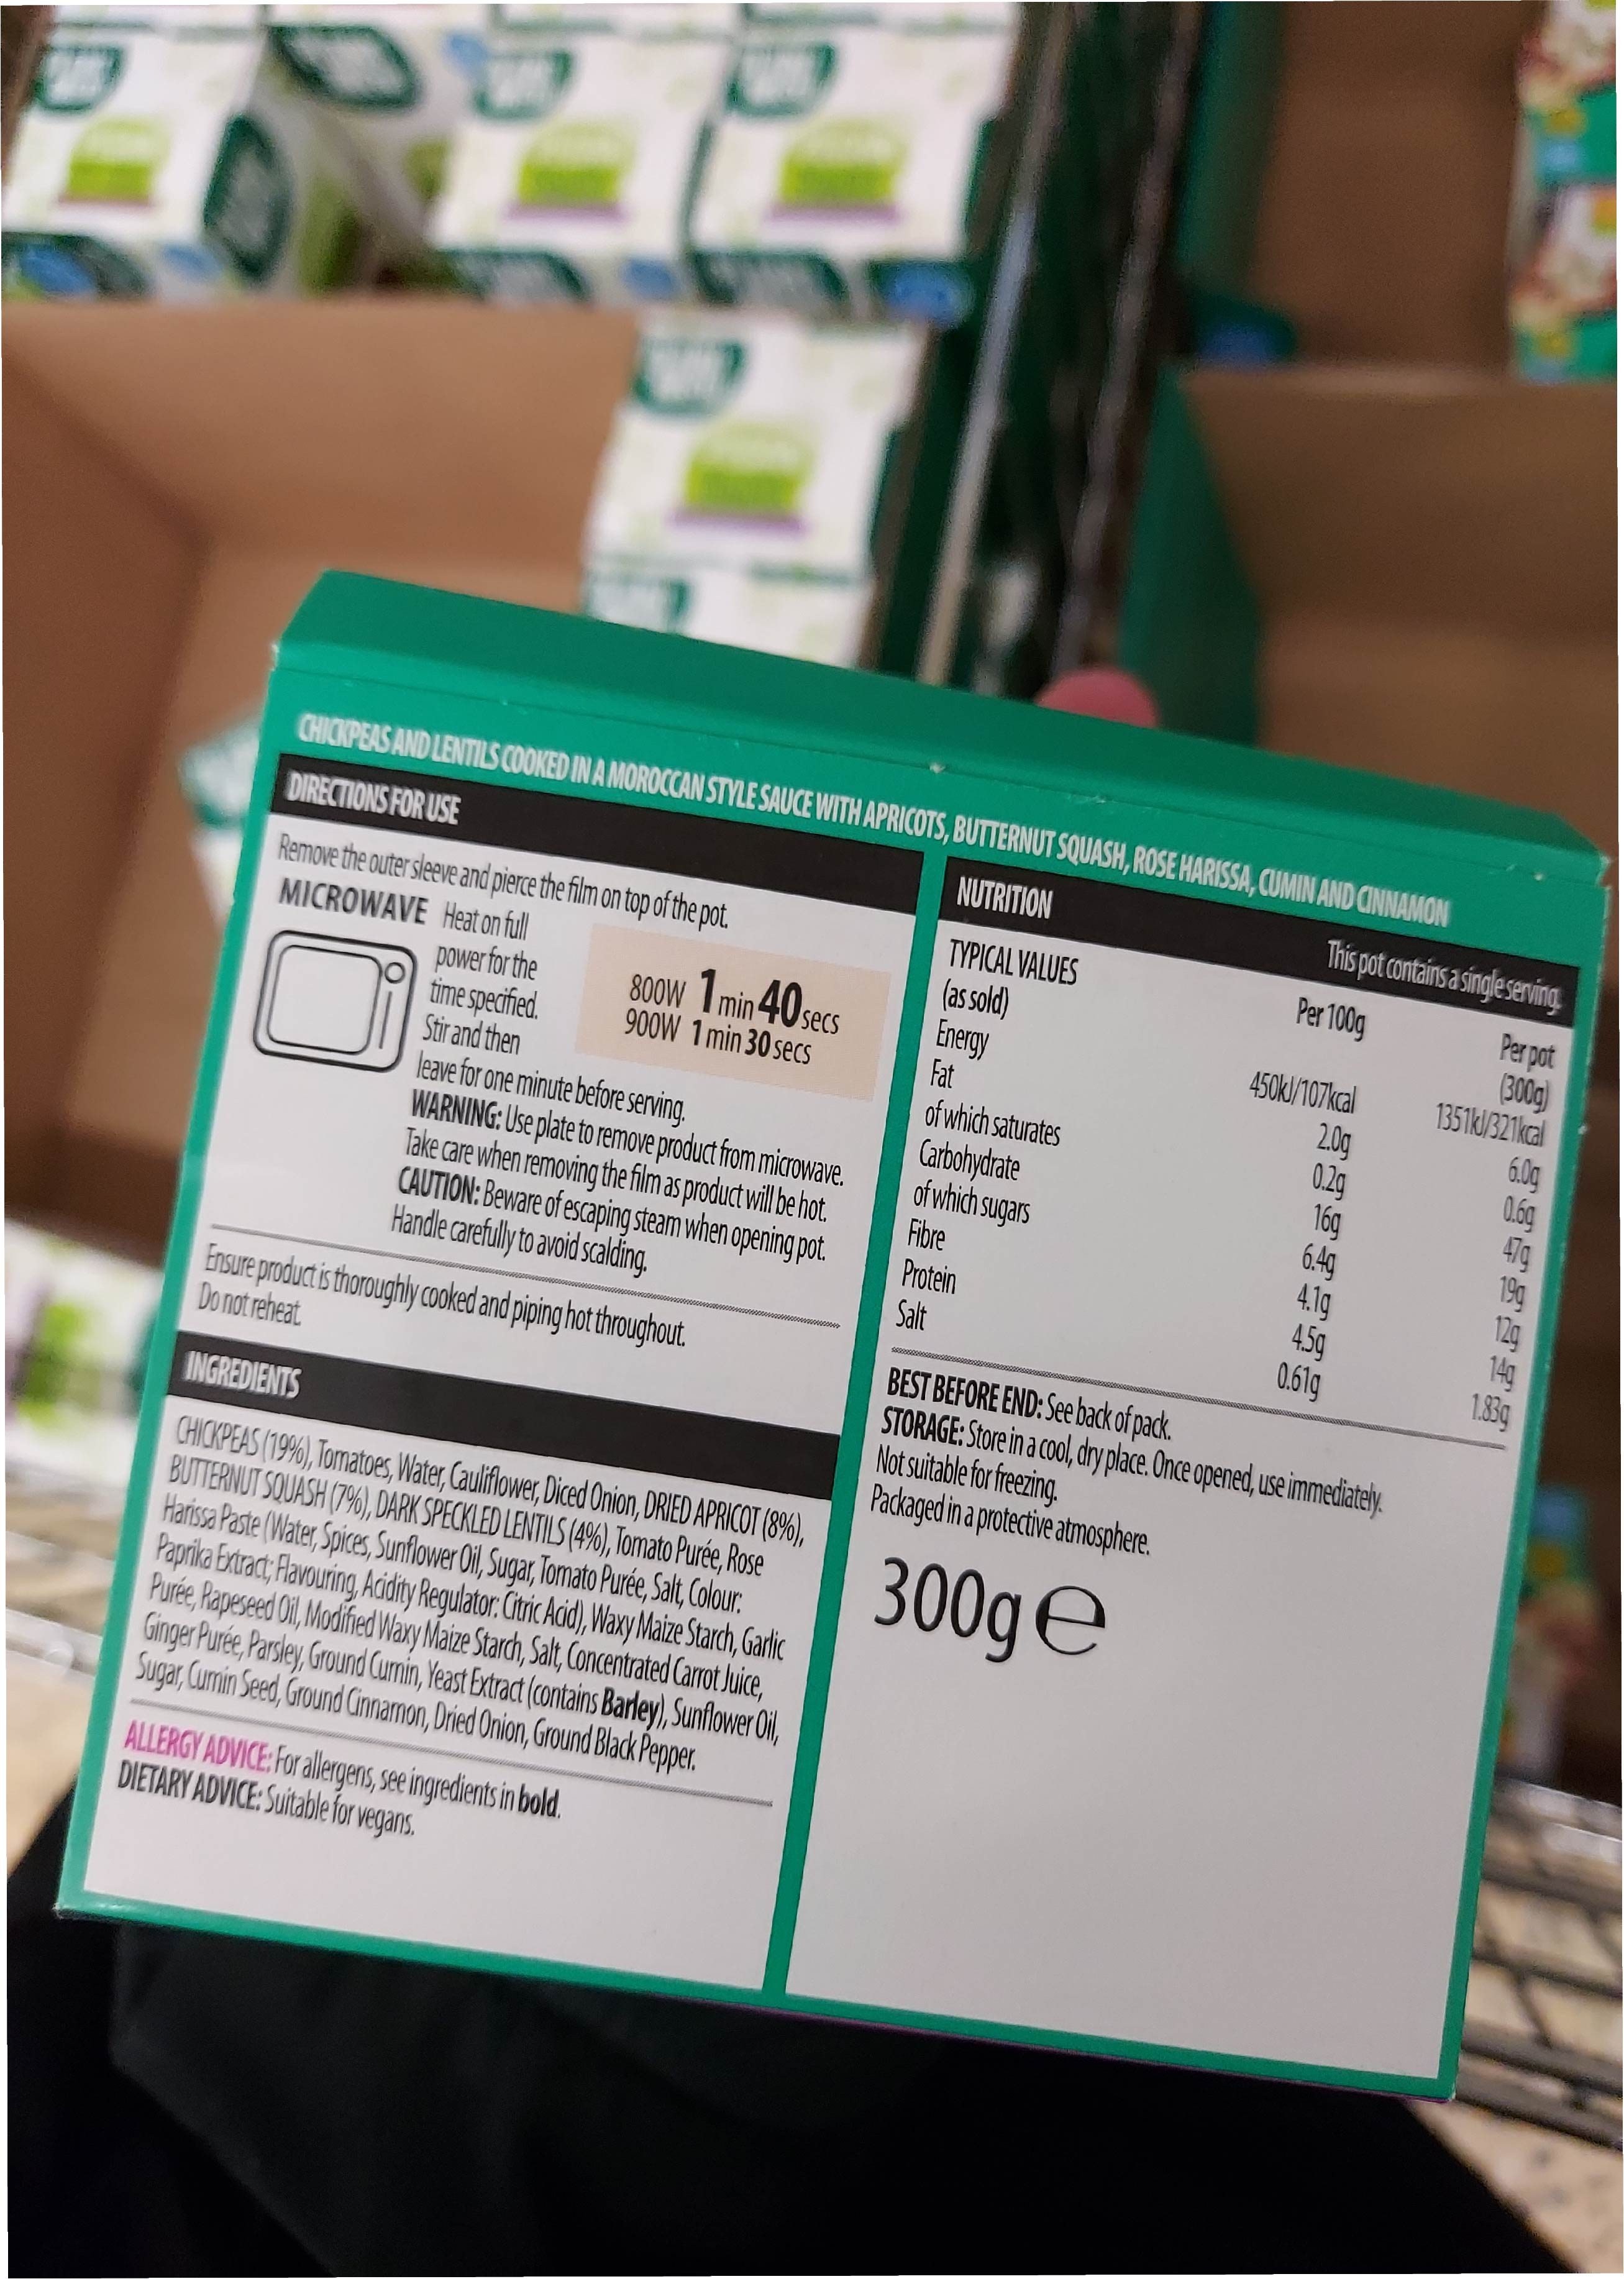 CHICKPEAS AND LENTILS COOKED IN A MOROCCAN STYLE SAUCE WITH APRICOTS, BUTTERNUT SQUASH, ROSE HARISSA, CUMIN AND CINNAMON
DIRECTIONS FOR USE
Remove the outer sleeve and pierce the film on top of the pot.
MICROWAVE Heat on full
power for the
time specified.
Stir and then
leave for one minute before serving.
800W 1 min 40 secs
900W 1 min 30 secs
WARNING: Use plate to remove product from microwave.
Take care when removing the film as product will be hot.
CAUTION: Beware of escaping steam when opening pot.
Handle carefully to avoid scalding.
Ensure product is thoroughly cooked and piping hot throughout.
Do not reheat.
INGREDIENTS
CHICKPEAS (19%), Tomatoes, Water, Cauliflower, Diced Onion, DRIED APRICOT (8%),
BUTTERNUT SQUASH (7%), DARK SPECKLED LENTILS (4%), Tomato Purée, Rose
Harissa Paste (Water, Spices, Sunflower Oil, Sugar, Tomato Purée, Salt, Colour:
Paprika Extract; Flavouring, Acidity Regulator: Citric Acid), Waxy Maize Starch, Garlic
Purée, Rapeseed Oil, Modified Waxy Maize Starch, Salt, Concentrated Carrot Juice,
Ginger Purée, Parsley, Ground Cumin, Yeast Extract (contains Barley), Sunflower Oil,
Sugar, Cumin Seed, Ground Cinnamon, Dried Onion, Ground Black Pepper.
ALLERGY ADVICE: For allergens, see ingredients in bold.
DIETARY ADVICE: Suitable for vegans.
NUTRITION
This pot contains a single serving.
TYPICAL VALUES
(as sold) Per 100g Per pot
(300g)
Energy 450kJ/107kcal 1351kJ/321kcal
Fat 2.0g 6.0g
of which saturates 0.2g 0.6g
Carbohydrate 16g 47g
of which sugars 6.4g 19g
Fibre 4.1g 12g
Protein 4.5g 14g
Salt 0.61g 1.83g
BEST BEFORE END: See back of pack.
STORAGE: Store in a cool, dry place. Once opened, use immediately.
Not suitable for freezing.
Packaged in a protective atmosphere.
300g e